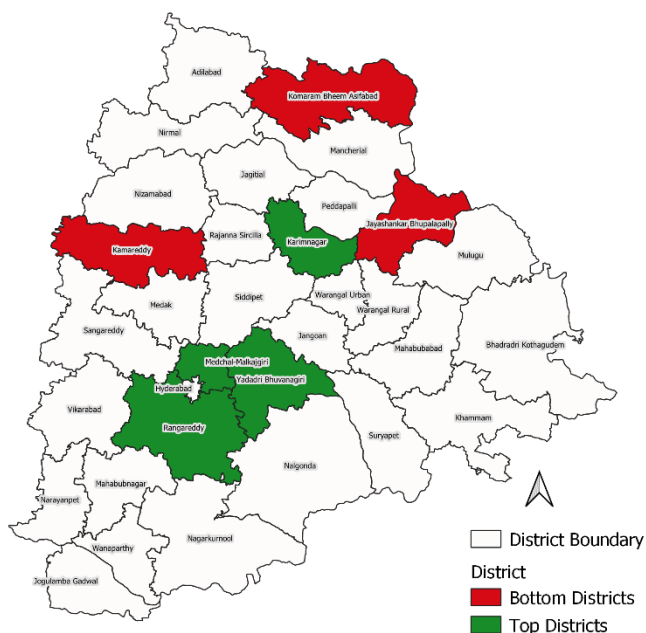 Adilabad
Komaram Bheem Asifabad
Nirmal
Mancherial
Jagitial
Nizamabad
Peddapalli
Jayashankar Bhupalapally
Rajanna Sircilla
Karimnagar
Kamareddy
Mulugu
Siddipet
Warangal Urban
Medak
Warangal Rural
Sangareddy
Jangoan
Bhadradri Kothagudem
Mahabubabad
Medchal-Malkajgiri
Yadadri Bhuvanagiri
Hyderabad
Vikarabad
Khammam
Rangareddy
Suryapet
Nalgonda
Mahabubnagar
Narayanpet
Nagarkurnool
Wanaparthy
Jogulamba Gadwal
District Boundary
District
Bottom Districts
Top Districts